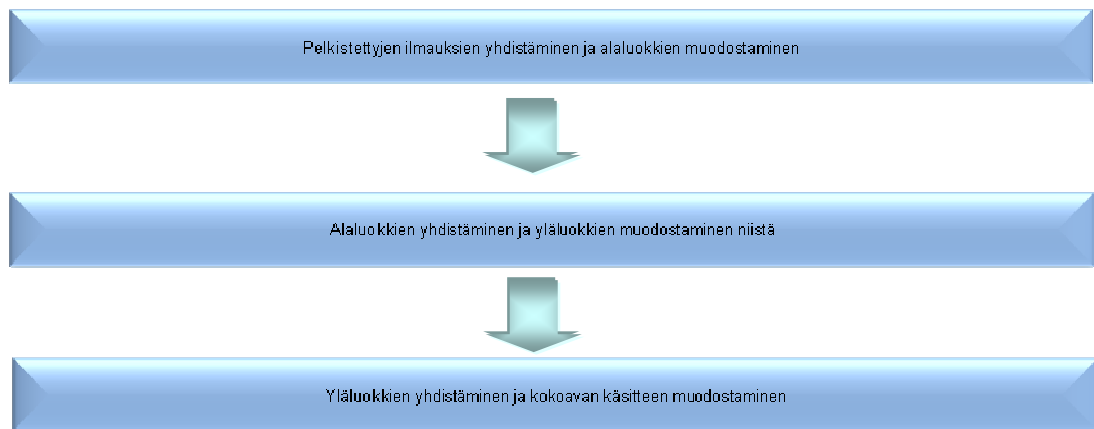 Pelkistettyjen ilmauksien yhdistäminen ja alaluokkien muodostaminen
Alaluokkien yhdistäminen ja yläluokkien muodostaminen niistä
Yläluokkien yhdistäminen ja kokoavan käsitteen muodostaminen